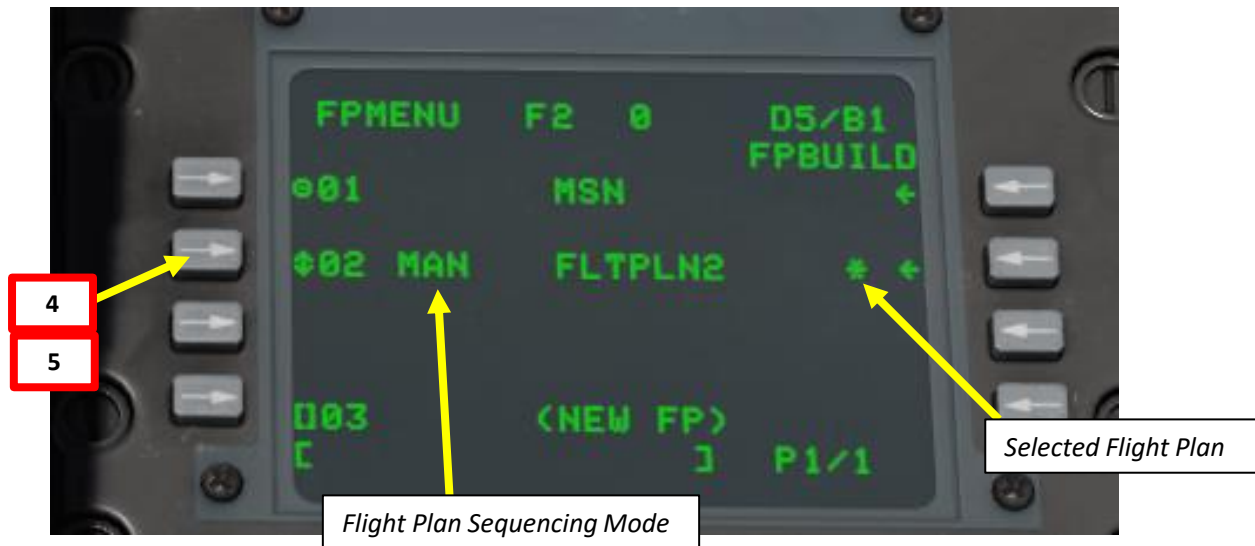 FPMENU F2 0 D5/B1
FPBUILD
⊙01 MSN ←
↕02 MAN FLTPLN2 * ←
4
5
[]03 (NEW FP)
[ ] P1/1
Selected Flight Plan
Flight Plan Sequencing Mode